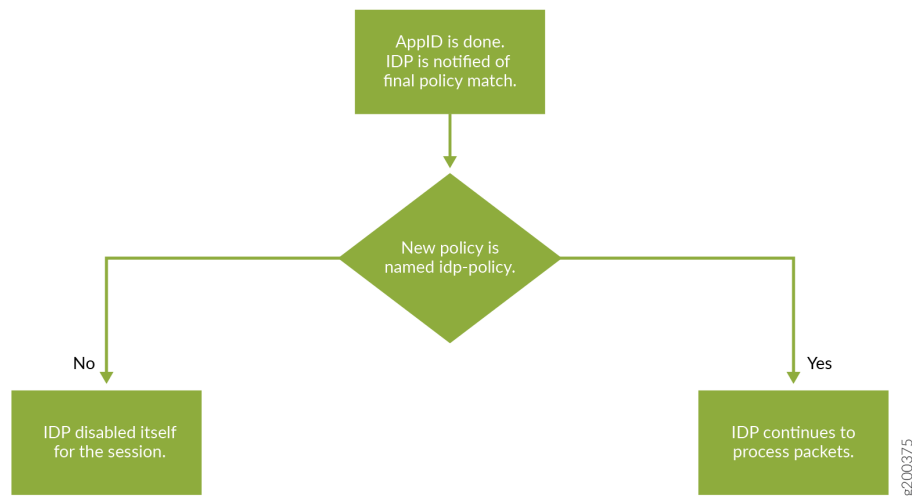 AppID is done.
IDP is notified of
final policy match.
New policy is
named idp-policy.
No
Yes
IDP disabled itself
for the session.
IDP continues to
process packets.
g200375